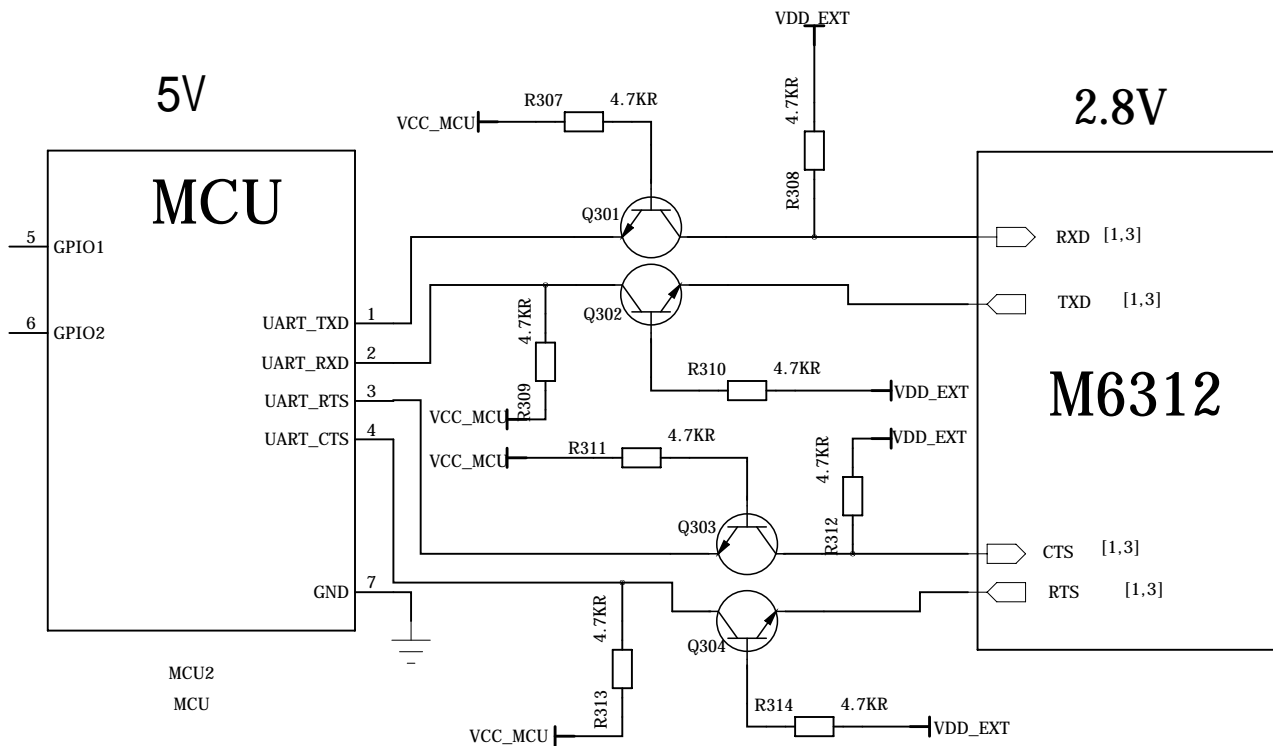 VDD_EXT
5V
R307 4.7KR
4.7KR
2.8V
VCC_MCU
MCU
R308
Q301
5 GPIO1
RXD [1,3]
TXD [1,3]
Q302
6 GPIO2
UART_TXD 1
4.7KR
UART_RXD 2
R310 4.7KR
M6312
R309
VDD_EXT
UART_RTS 3
VCC_MCU
UART_CTS 4
4.7KR
VDD_EXT
R311
VCC_MCU
4.7KR
Q303
R312
CTS [1,3]
GND 7
RTS [1,3]
4.7KR
Q304
MCU2
MCU
R313
R314 4.7KR
VCC_MCU
VDD_EXT